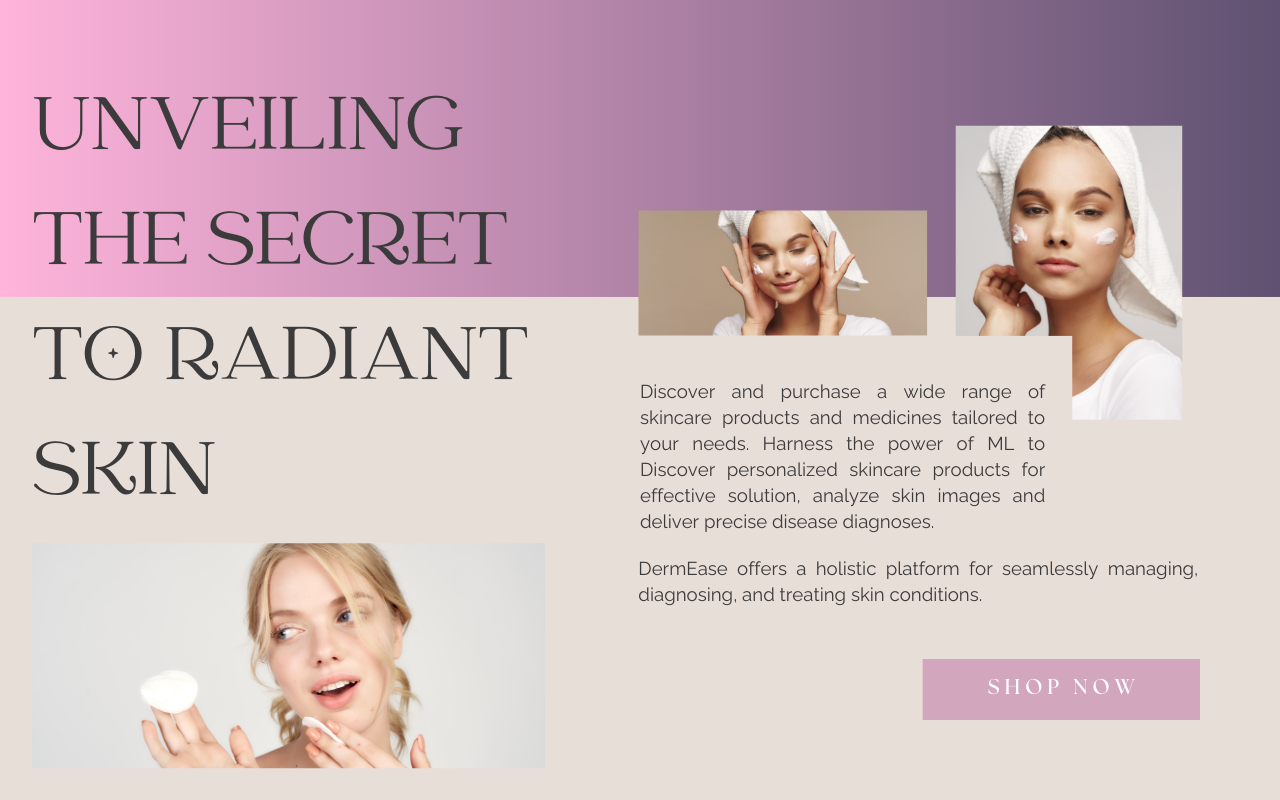 UNVEILING
THE SECRET
TO RADIANT
SKIN
Discover and purchase a wide range of
skincare products and medicines tailored to
your needs. Harness the power of ML to
Discover personalized skincare products for
effective solution, analyze skin images and
deliver precise disease diagnoses.
DermEase offers a holistic platform for seamlessly managing,
diagnosing, and treating skin conditions.
SHOP NOW